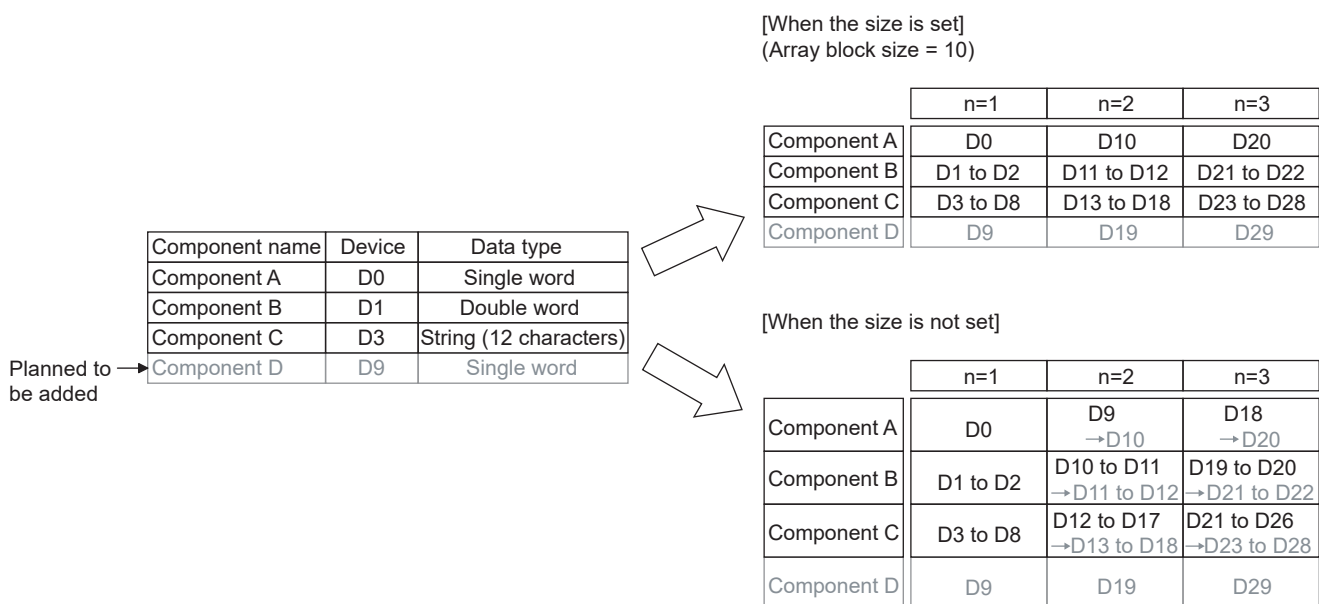 [When the size is set]
(Array block size = 10)
n=1 n=2 n=3
Component A D0 D10 D20
Component B D1 to D2 D11 to D12 D21 to D22
Component C D3 to D8 D13 to D18 D23 to D28
Component D D9 D19 D29
Component name Device Data type
Component A D0 Single word
Component B D1 Double word
Component C D3 String (12 characters)
Planned to be added → Component D D9 Single word
[When the size is not set]
n=1 n=2 n=3
Component A D0 D9 →D10 D18 →D20
Component B D1 to D2 D10 to D11 →D11 to D12 D19 to D20 →D21 to D22
Component C D3 to D8 D12 to D17 →D13 to D18 D21 to D26 →D23 to D28
Component D D9 D19 D29